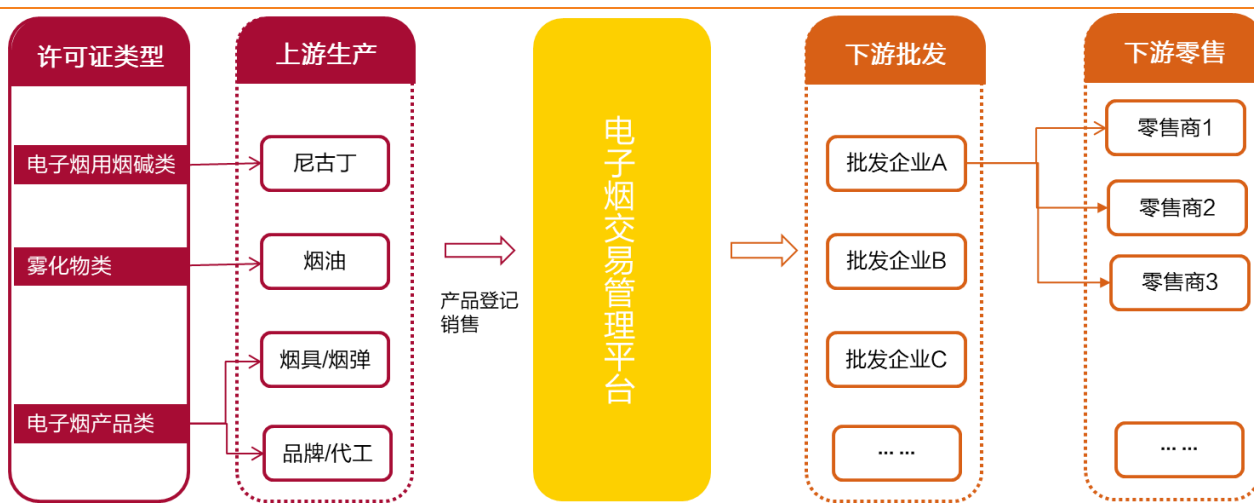 许可证类型
电子烟用烟碱类
雾化物类
电子烟产品类
上游生产
尼古丁
烟油
烟具/烟弹
品牌/代工
产品登记
销售
电子烟交易管理平台
下游批发
批发企业A
批发企业B
批发企业C
... ...
下游零售
零售商1
零售商2
零售商3
... ...